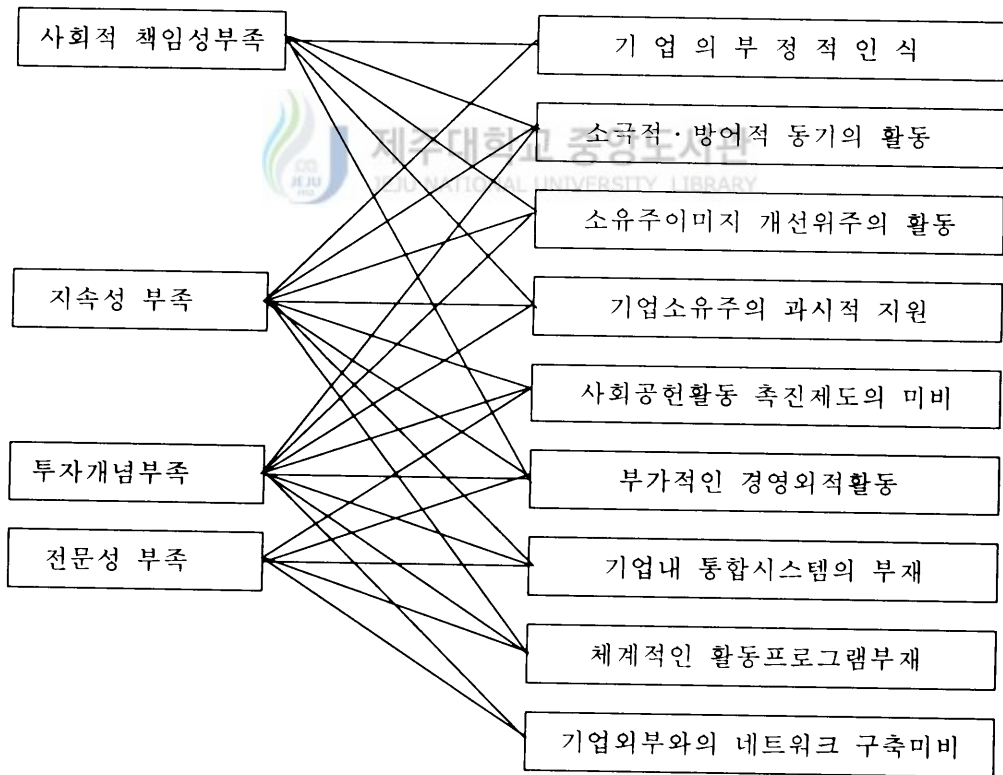 사회적 책임성부족
지속성 부족
투자개념부족
전문성 부족
기 업 의 부 정 적 인 식
소극적·방어적 동기의 활동
소유주이미지 개선위주의 활동
기업소유주의 과시적 지원
사회공헌활동 촉진제도의 미비
부가적인 경영외적활동
기업내 통합시스템의 부재
체계적인 활동프로그램부재
기업외부와의 네트워크 구축미비
제주대학교 중앙도서관
JEJU NATIONAL UNIVERSITY LIBRARY
JEJU